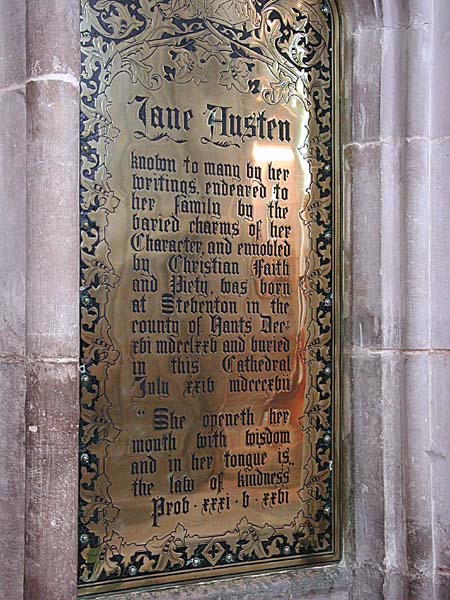 Jane Austen
known to many by her
writings, endeared to
her family by the
varied charms of her
Character, and ennobled
by Christian Faith
and Piety, was born
at Steventon in the
county of Hants Dec
xvi mdcclxxv and buried
in this Cathedral
July xxiv mdcccxvii
"She openeth her
mouth with wisdom
and in her tongue is
the law of kindness"
Prob · xxxi · v · xxvi